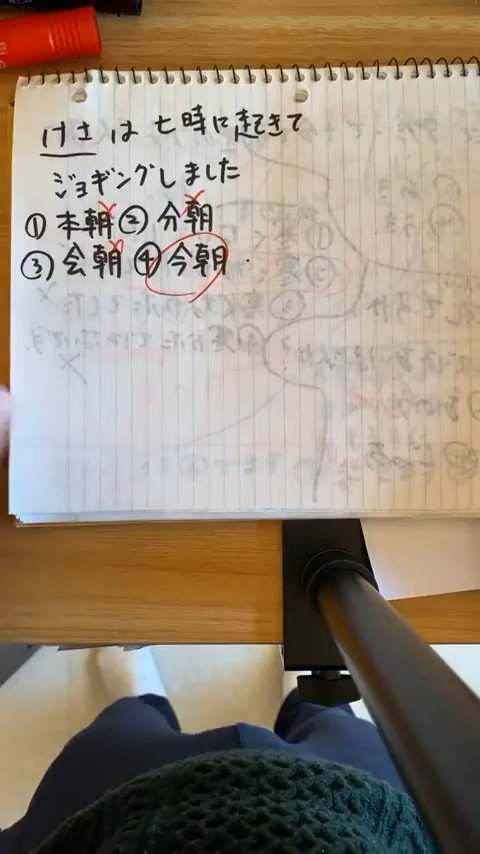 けさは七時に起きて
ジョギングしました
① 本朝 ② 分朝
③ 会朝 ④ 今朝